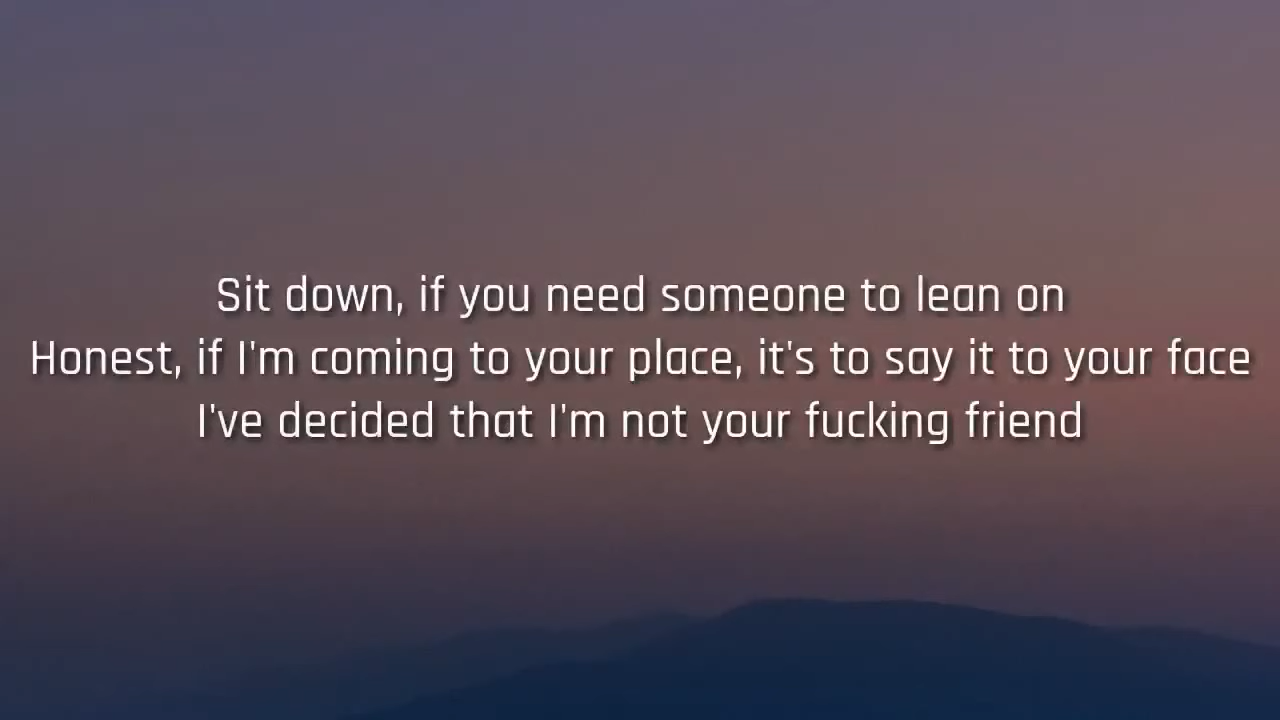 Sit down, if you need someone to lean on
Honest, if I'm coming to your place, it's to say it to your face
I've decided that I'm not your fucking friend